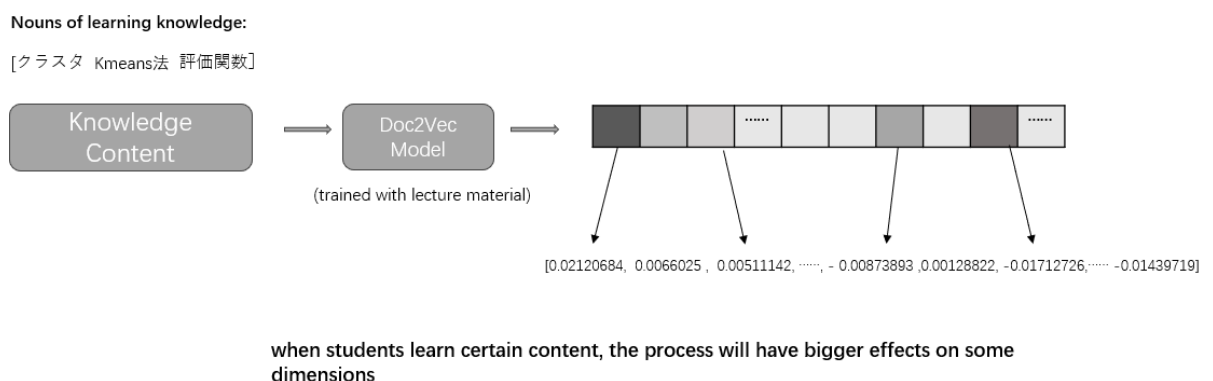 Nouns of learning knowledge:
[クラスタ Kmeans法 評価関数]
Knowledge
Content
Doc2Vec
Model
(trained with lecture material)
······
······
[0.02120684, 0.0066025 , 0.00511142, ······, - 0.00873893 ,0.00128822, -0.01712726,······ -0.01439719]
when students learn certain content, the process will have bigger effects on some
dimensions